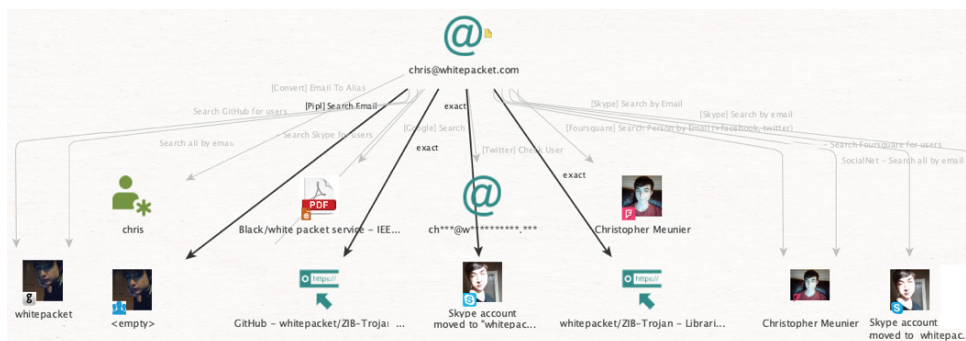 @
chris@whitepacket.com
[Convert] Email To Alias
Search GitHub for users
[Pipl] Search Email
exact
[Skype] Search by Email
[Skype] Search by email
Search all by email
~ Search Skype for users
[Google] Search
[Foursquare] Search Person by Email (+facebook, twitter)
~ Search Foursquare for users
exact
[Twitter] Check User
SocialNet - Search all by email
exact
PDF
@
chris
Black/white packet service - IEE...
ch***@w**********.***
Christopher Meunier
https://
https://
whitepacket
<empty>
GitHub - whitepacket/ZIB-Trojan ...
Skype account
moved to "whitepac...
whitepacket/ZIB-Trojan - Librari...
Christopher Meunier
Skype account
moved to whitepac...